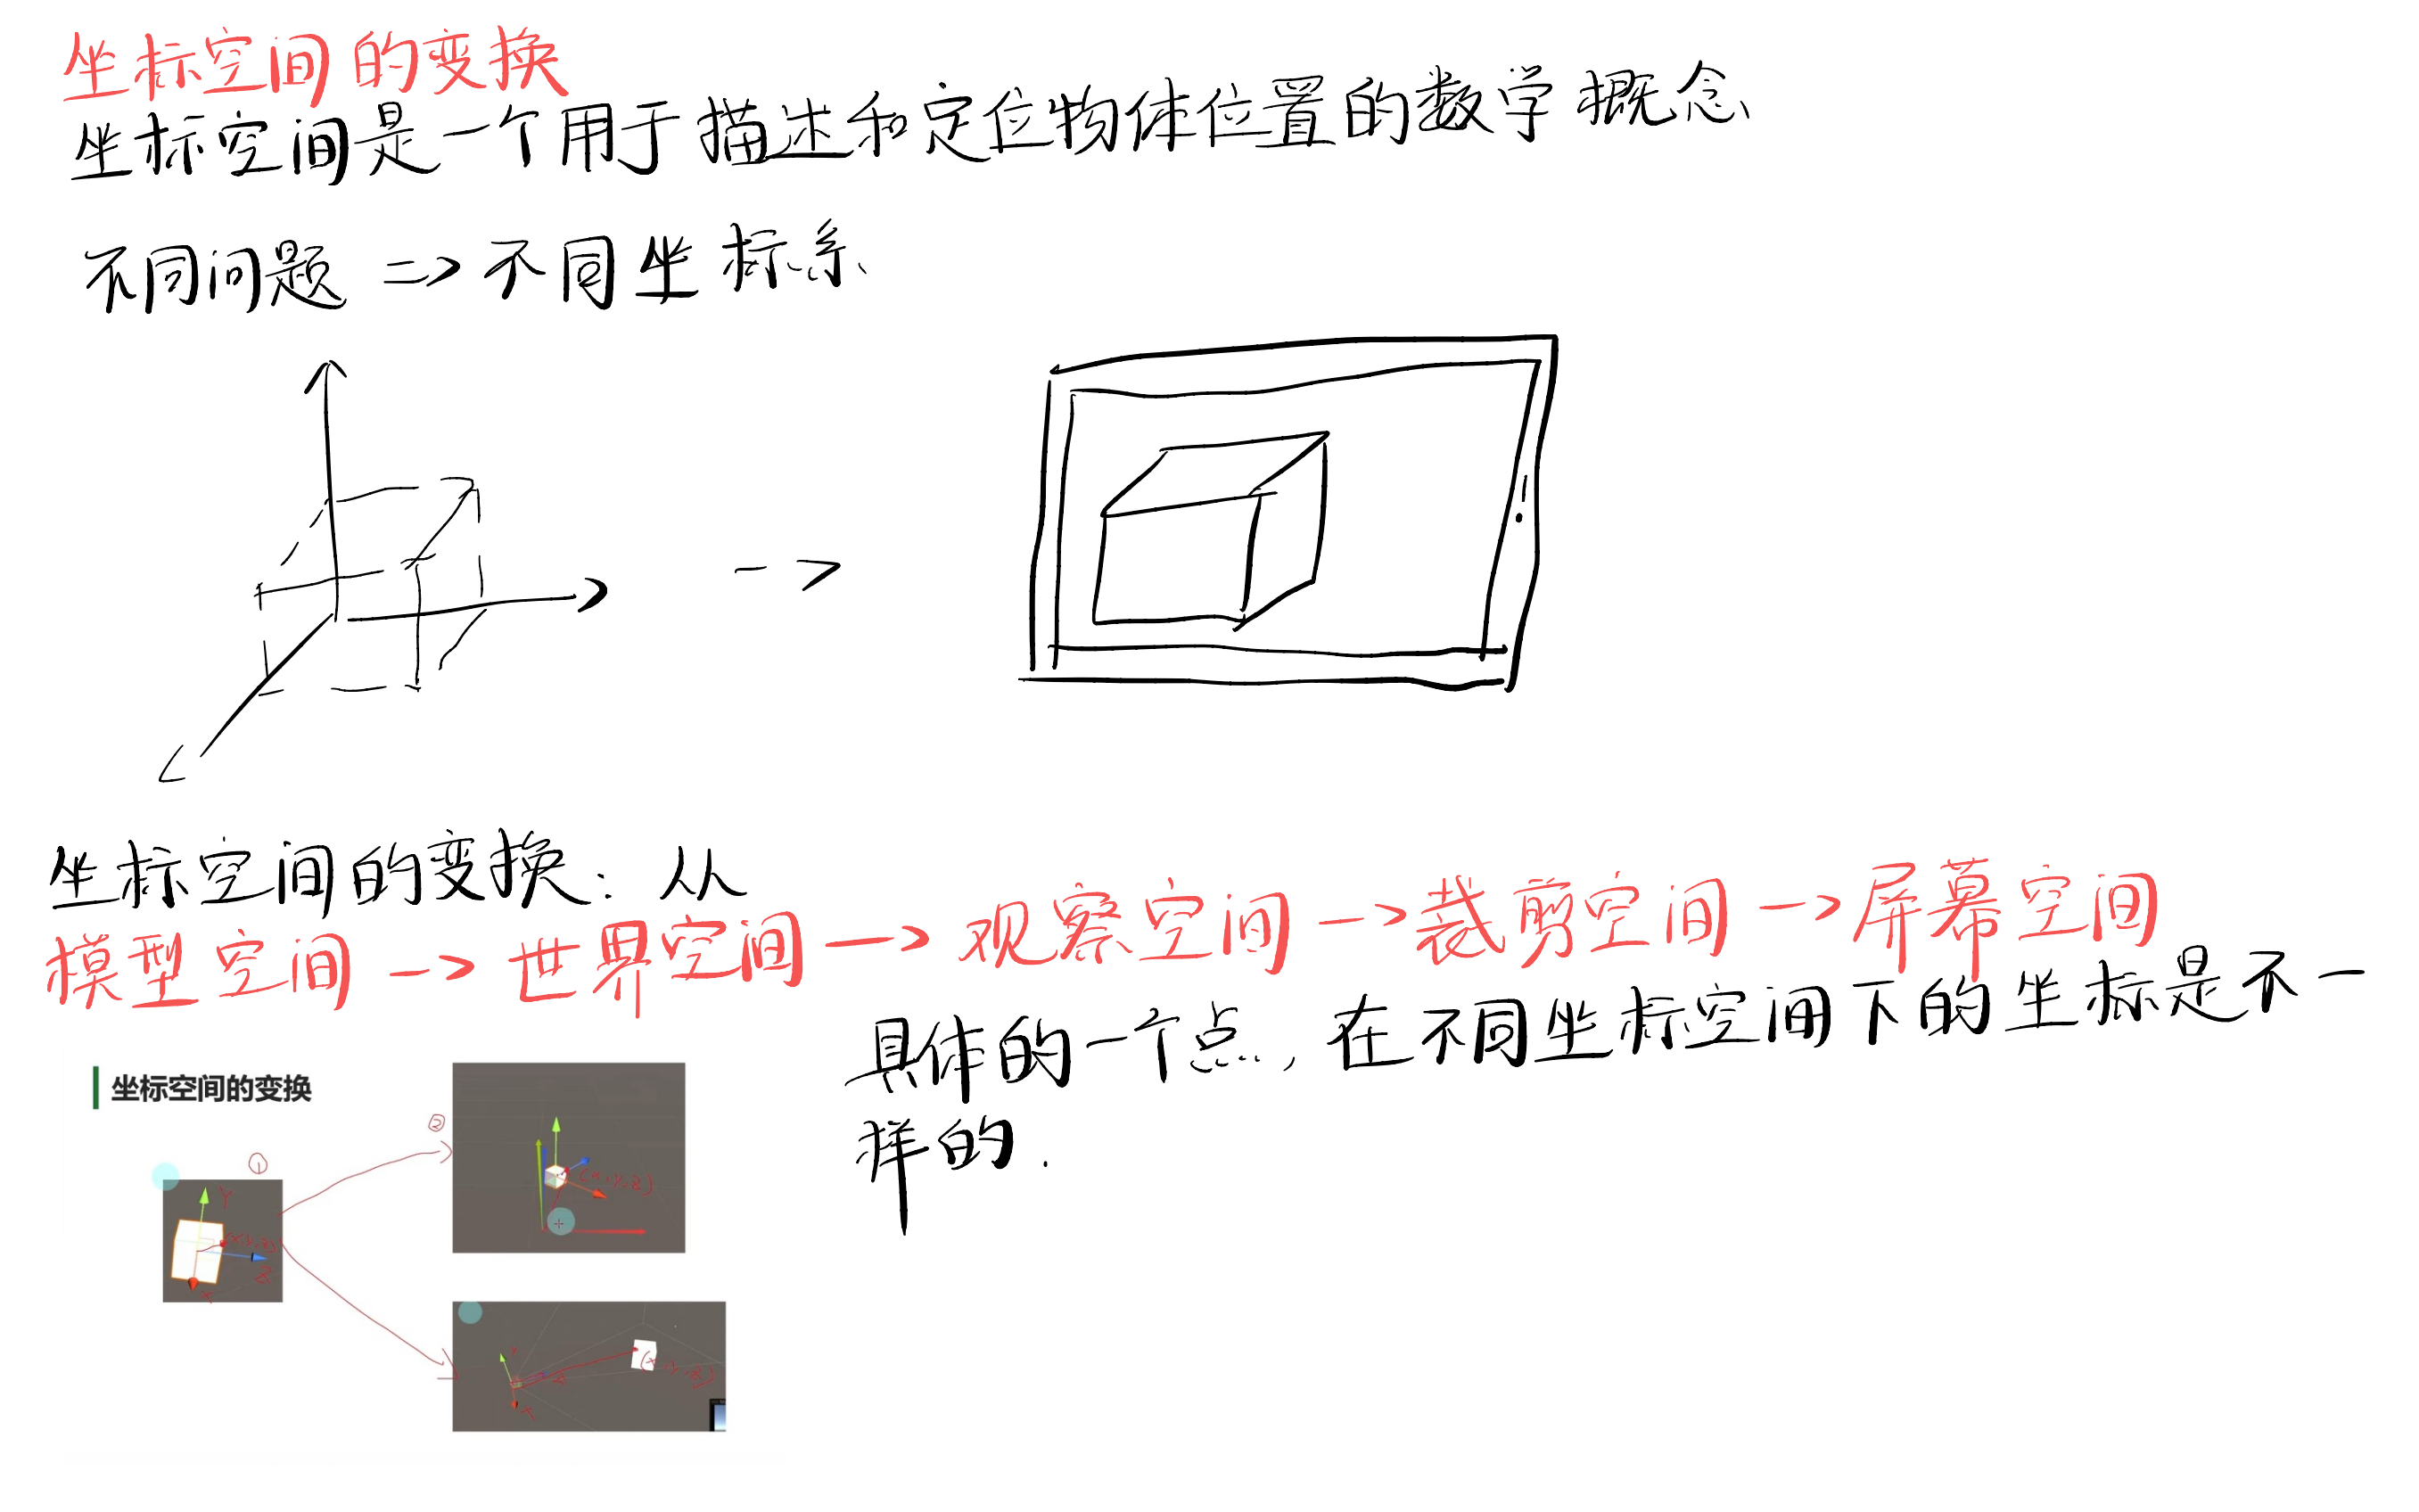 坐标空间的变换
坐标空间是一个用于描述和定位物体位置的数学概念、
不同问题 => 不同坐标系、
->
坐标空间的变换：从
模型空间 -> 世界空间 -> 观察空间 -> 裁剪空间 -> 屏幕空间
具体的一个点，在不同坐标空间下的坐标是不一
样的.
坐标空间的变换
①
②
Y
(x,y,z)
Z
X
(x,y,z)
(x,y,z)